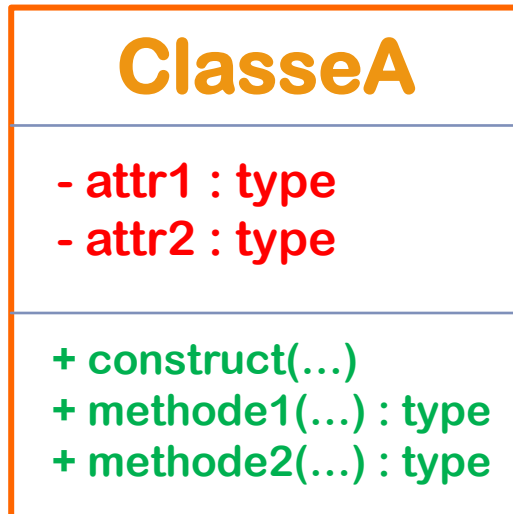 ClasseA
- attr1 : type
- attr2 : type
+ construct(...)
+ methode1(...) : type
+ methode2(...) : type